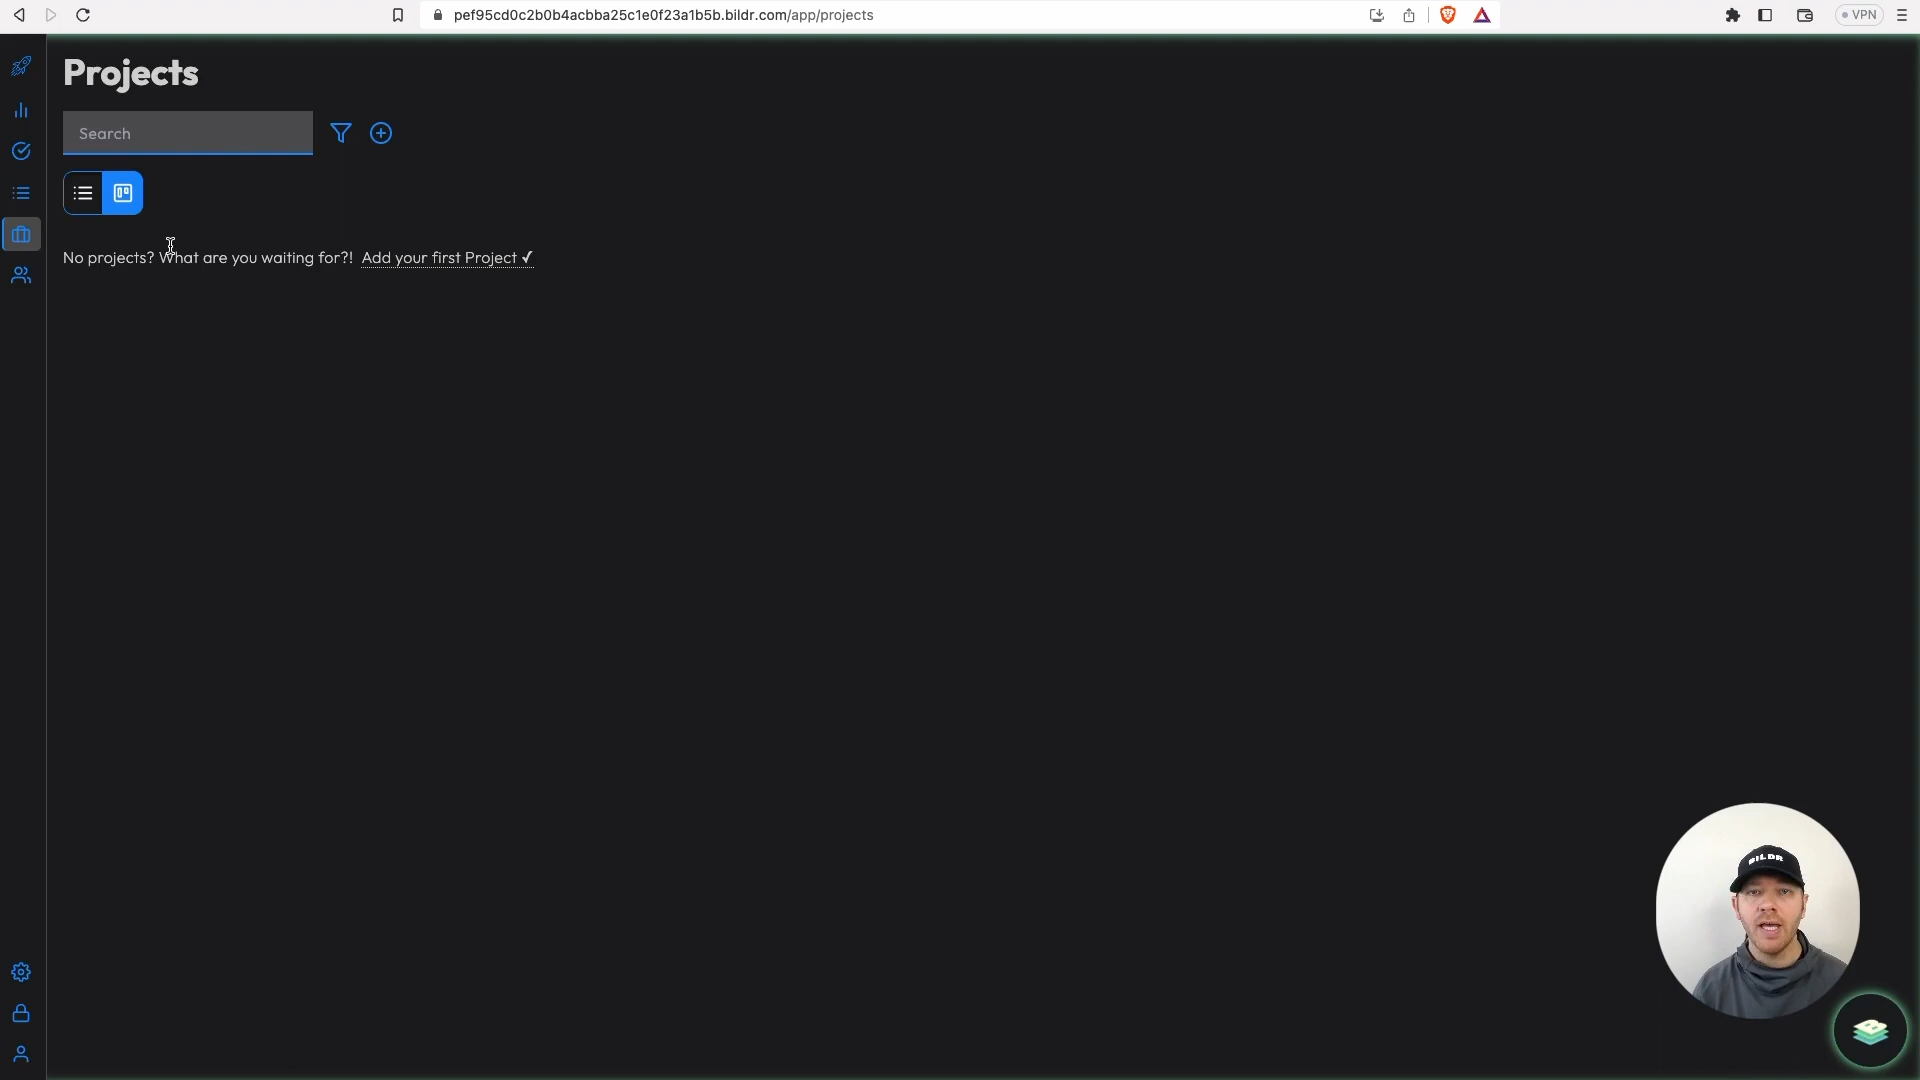 pef95cd0c2b0b4acbba25c1e0f23a1b5b.bildr.com/app/projects
VPN
Projects
Search
No projects? What are you waiting for?! Add your first Project ✓
BILDR